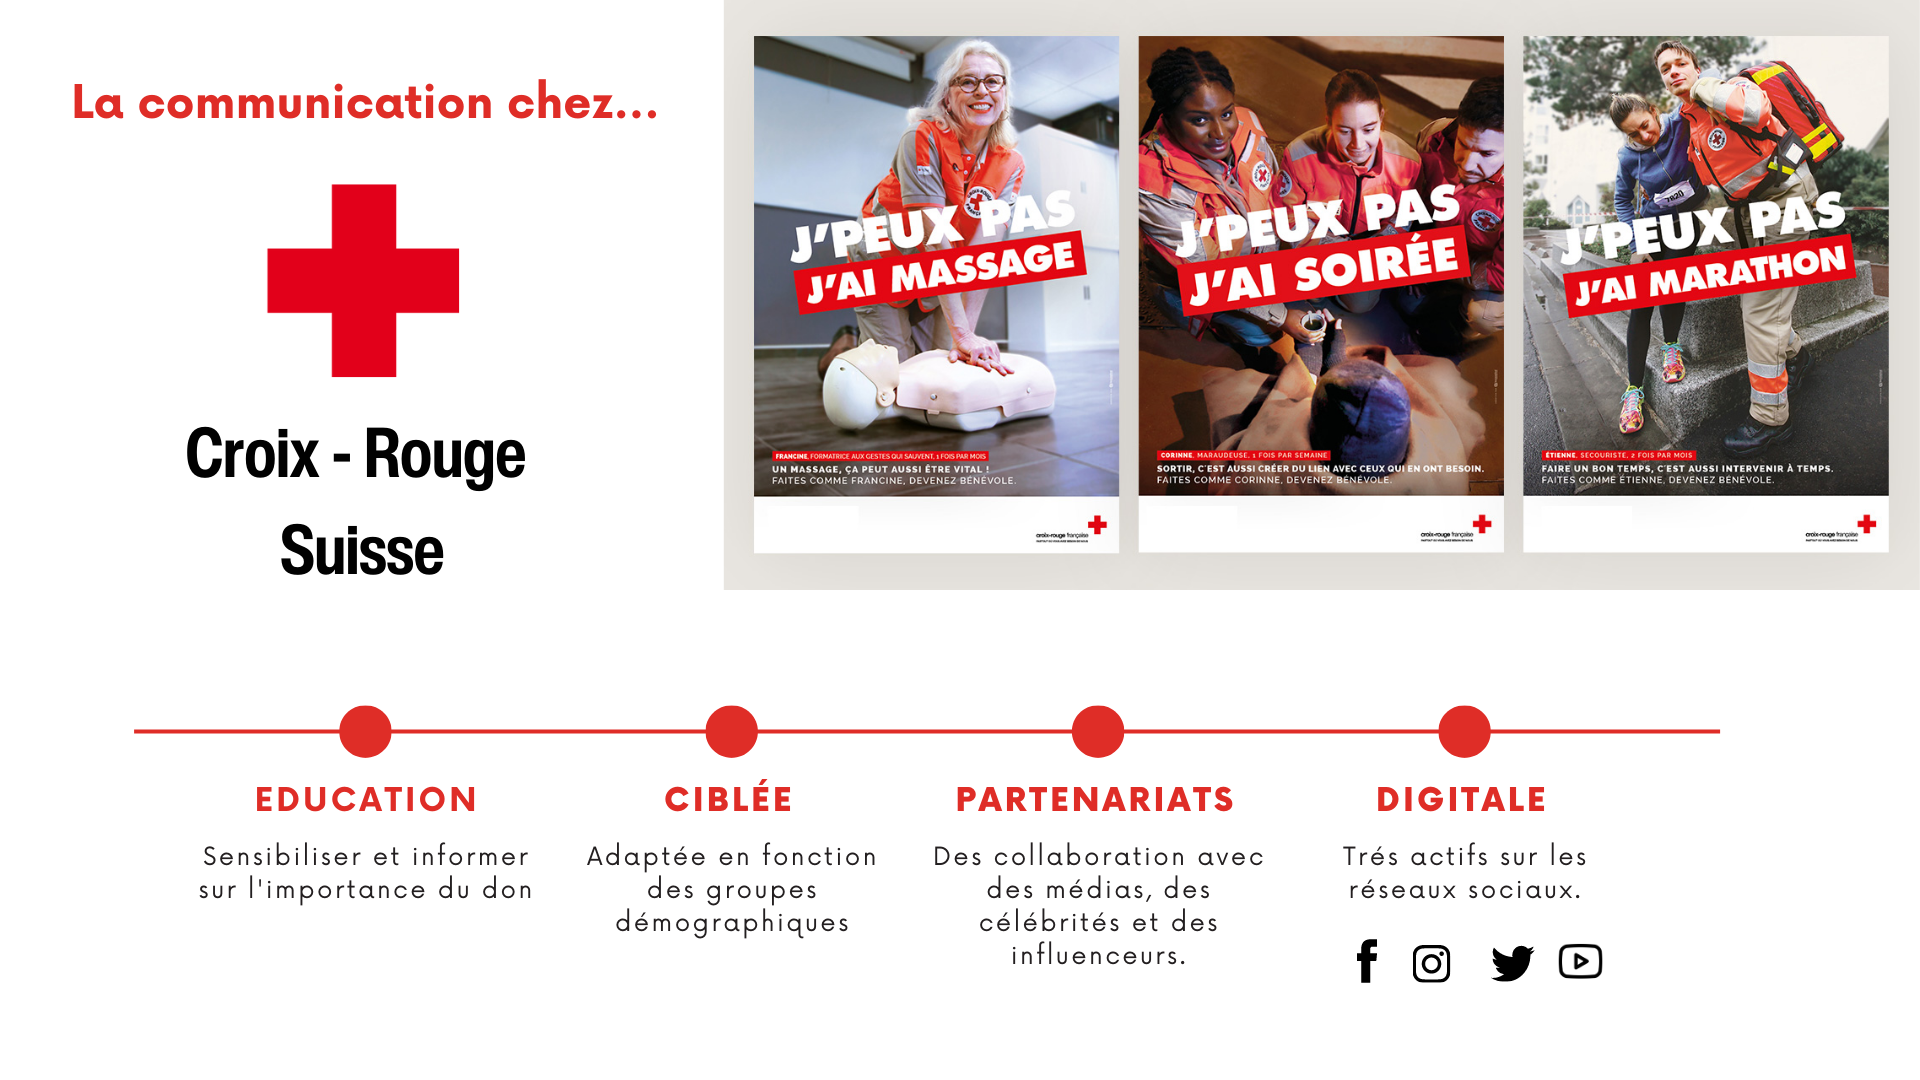 La communication chez...
Croix - Rouge
Suisse
J'PEUX PAS
J'AI MASSAGE
FRANCINE, FORMATRICE AUX GESTES QUI SAUVENT, 1 FOIS PAR MOIS
UN MASSAGE, ÇA PEUT AUSSI ÊTRE VITAL !
FAITES COMME FRANCINE, DEVENEZ BÉNÉVOLE.
croix-rouge française
J'PEUX PAS
J'AI SOIRÉE
CORINNE, MARAUDEUSE, 1 FOIS PAR SEMAINE
SORTIR, C'EST AUSSI CRÉER DU LIEN AVEC CEUX QUI EN ONT BESOIN.
FAITES COMME CORINNE, DEVENEZ BÉNÉVOLE.
croix-rouge française
7820
J'PEUX PAS
J'AI MARATHON
ÉTIENNE, SECOURISTE, 2 FOIS PAR MOIS
FAIRE UN BON TEMPS, C'EST AUSSI INTERVENIR À TEMPS.
FAITES COMME ÉTIENNE, DEVENEZ BÉNÉVOLE.
croix-rouge française
EDUCATION
Sensibiliser et informer
sur l'importance du don
CIBLÉE
Adaptée en fonction
des groupes
démographiques
PARTENARIATS
Des collaboration avec
des médias, des
célébrités et des
influenceurs.
DIGITALE
Trés actifs sur les
réseaux sociaux.